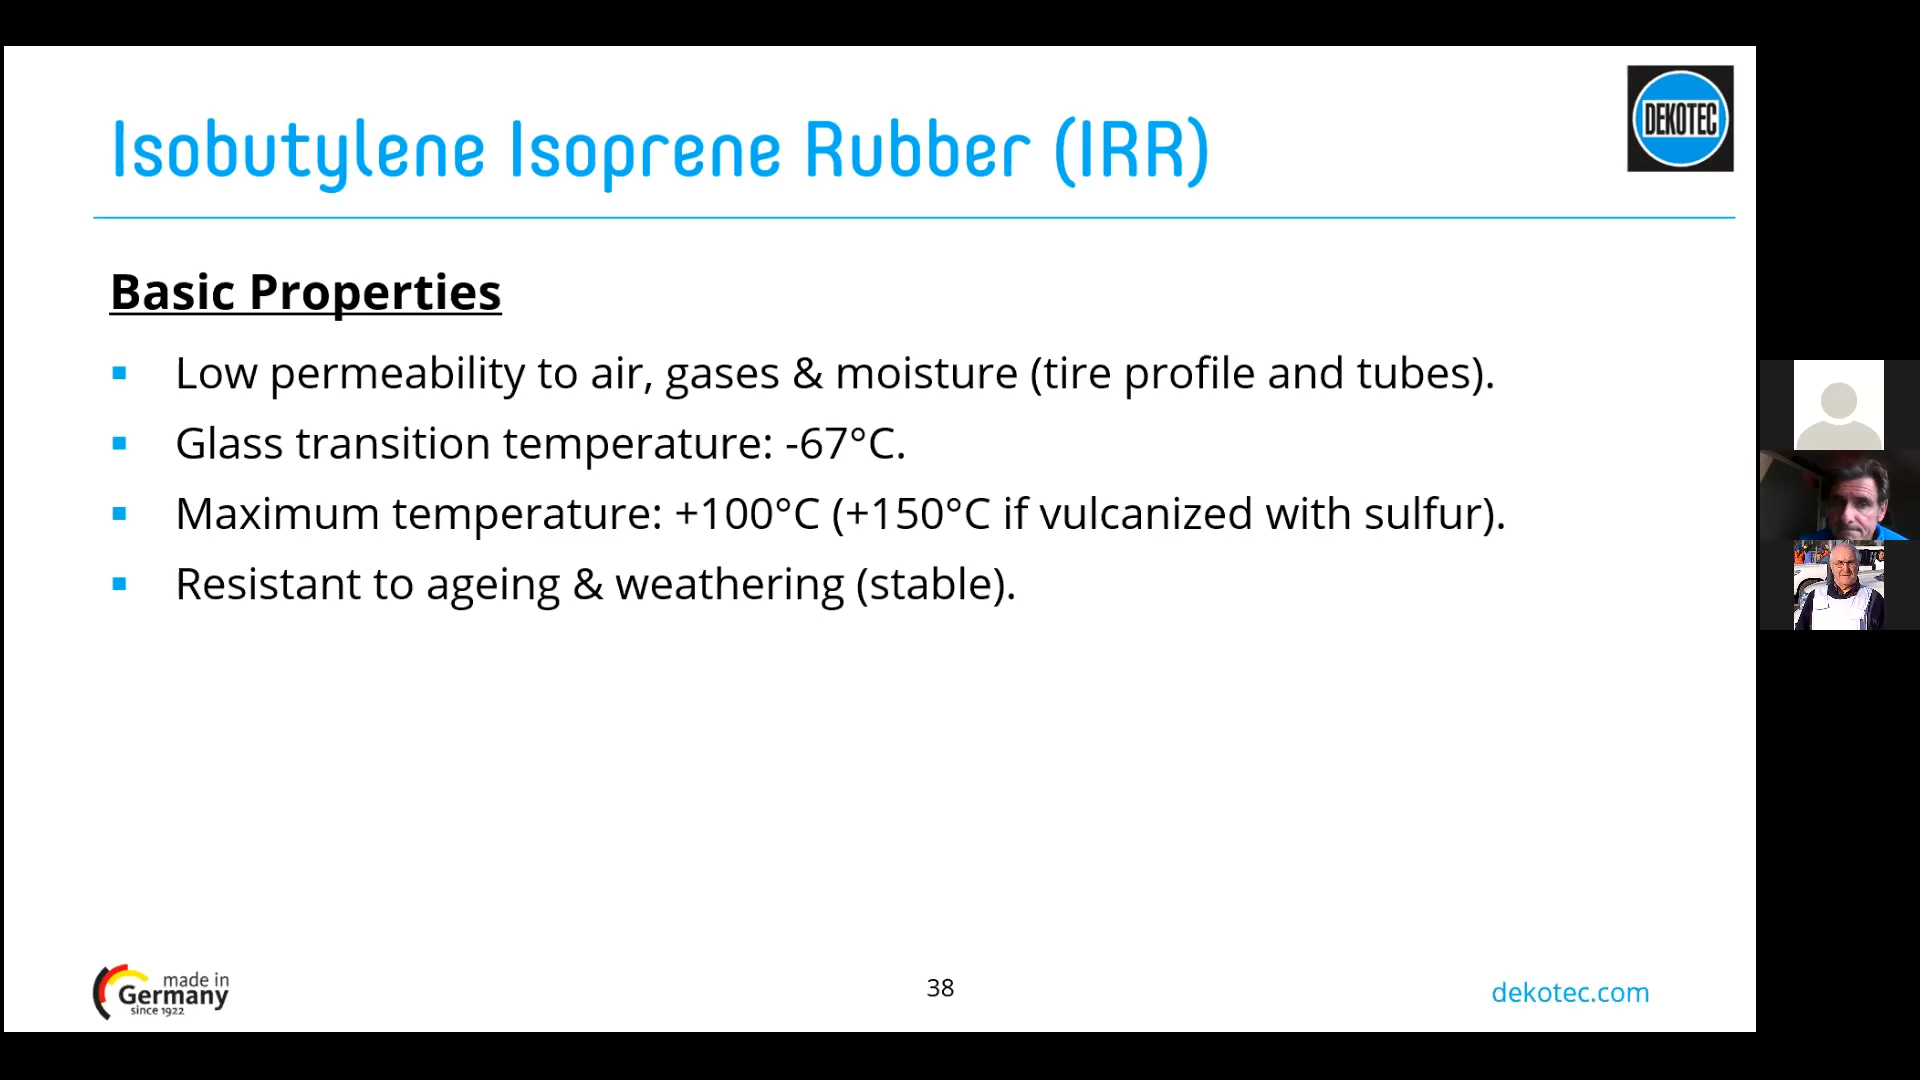 Isobutylene Isoprene Rubber (IRR)
DEKOTEC
Basic Properties
Low permeability to air, gases & moisture (tire profile and tubes).
Glass transition temperature: -67°C.
Maximum temperature: +100°C (+150°C if vulcanized with sulfur).
Resistant to ageing & weathering (stable).
made in
Germany
since 1922
38
dekotec.com